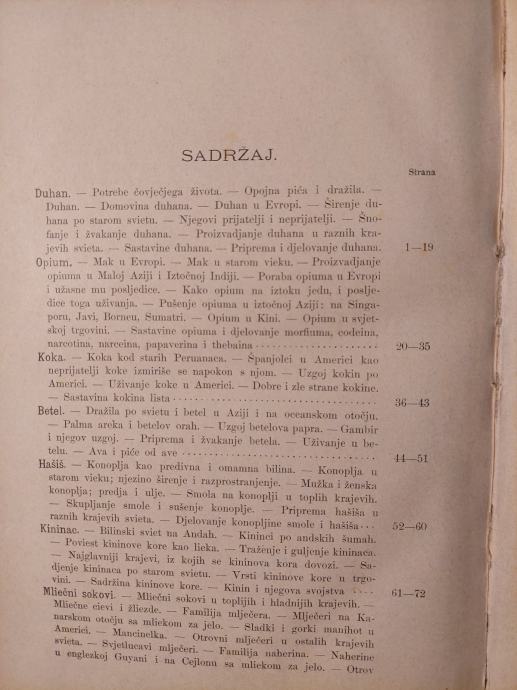 SADRŽAJ.
Strana
Duhan. — Potrebe čovječjega života. — Opojna pića i dražila. —
Duhan. — Domovina duhana. — Duhan u Evropi. — Širenje du-
hana po starom svietu. — Njegovi prijatelji i neprijatelji. — Šno-
fanje i žvakanje duhana. — Proizvadjanje duhana u raznih kra-
jevih svieta. — Sastavine duhana. — Priprema i djelovanje duhana. 1—19
Opium. — Mak u Evropi. — Mak u starom vieku. — Proizvadjanje
opiuma u Maloj Aziji i Iztočnoj Indiji. — Poraba opiuma u Evropi
i užasne mu posljedice. — Kako opium na iztoku jedu, i poslje-
dice toga uživanja. — Pušenje opiuma u iztočnoj Aziji: na Singa-
poru, Javi, Borneu, Sumatri. — Opium u Kini. — Opium u svjet-
skoj trgovini. — Sastavine opiuma i djelovanje morfiuma, codeina,
narcotina, narceina, papaverina i thebaina 20—35
Koka. — Koka kod starih Peruanaca. — Španjolci u Americi kao
neprijatelji koke izmiriše se napokon s njom. — Uzgoj kokin po
Americi. — Uživanje koke u Americi. — Dobre i zle strane kokine.
— Sastavina kokina lista 36—43
Betel. — Dražila po svietu i betel u Aziji i na oceanskom otočju.
— Palma areka i betelov orah. — Uzgoj betelova papra. — Gambir
i njegov uzgoj. — Priprema i žvakanje betela. — Uživanje u be-
telu. — Ava i piće od ave 44—51
Hašiš. — Konoplja kao predivna i omamna bilina. — Konoplja u
starom vieku; njezino širenje i razprostranjenje. — Mužka i ženska
konoplja; predja i ulje. — Smola na konoplji u toplih krajevih.
— Skupljanje smole i sušenje konoplje. — Priprema hašiša u
raznih krajevih svieta. — Djelovanje konopljine smole i hašiša 52—60
Kininac. — Bilinski sviet na Andah. — Kininci po andskih šumah.
— Poviest kininove kore kao lieka. — Traženje i guljenje kininaca.
— Najglavniji krajevi, iz kojih se kininova kora dovozi. — Sa-
djenje kininaca po starom svietu. — Vrsti kininove kore u trgo-
vini. — Sadržina kininove kore. — Kinin i njegova svojstva 61—72
Mliečni sokovi. — Mliečni sokovi u toplijih i hladnijih krajevih. —
Mliečne cievi i žliezde. — Familija mlječera. — Mlječeri na Ka-
narskom otočju sa mliekom za jelo. — Sladki i gorki manihot u
Americi. — Mancinelka. — Otrovni mlječeri u ostalih krajevih
svieta. — Svjetlucavi mlječeri. — Familija naherina. — Naherine
u englezkoj Guyani i na Cejlonu sa mliekom za jelo. — Otrov